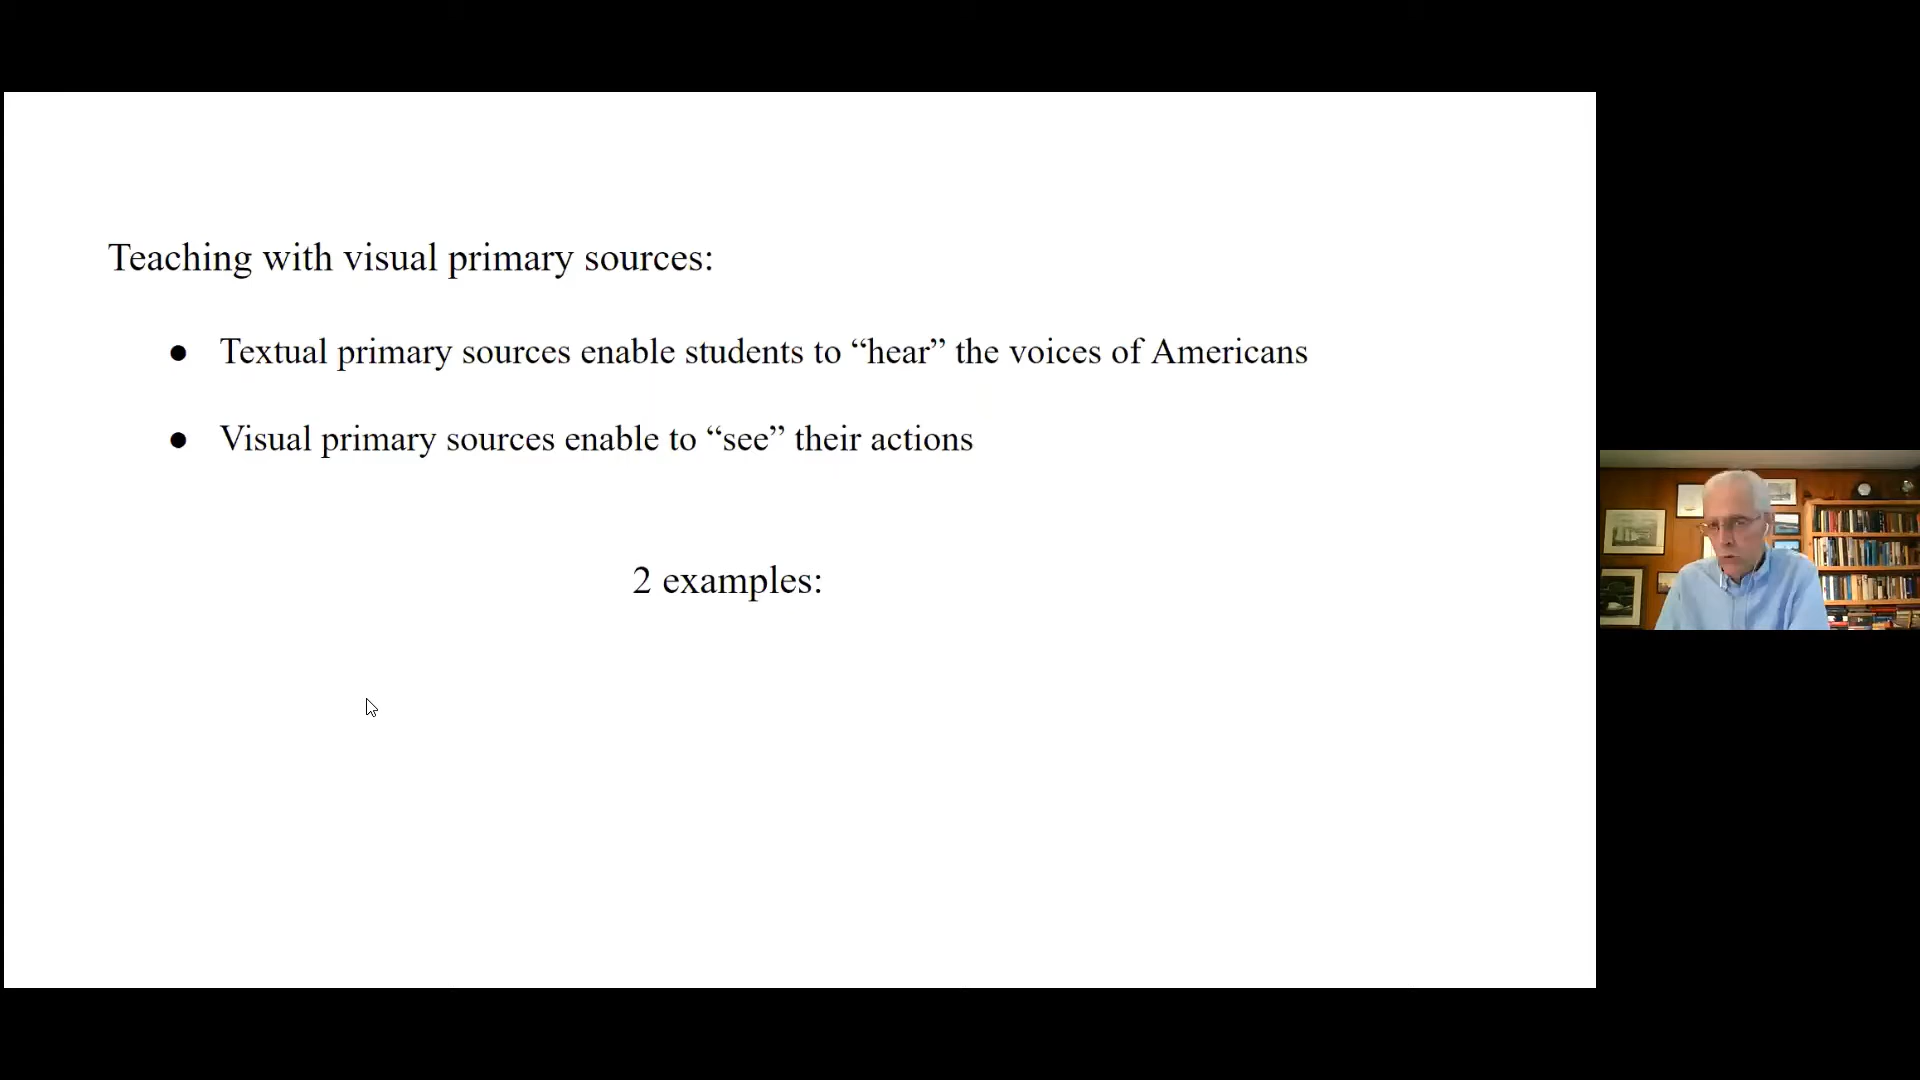 Teaching with visual primary sources:
● Textual primary sources enable students to “hear” the voices of Americans
● Visual primary sources enable to “see” their actions
2 examples: